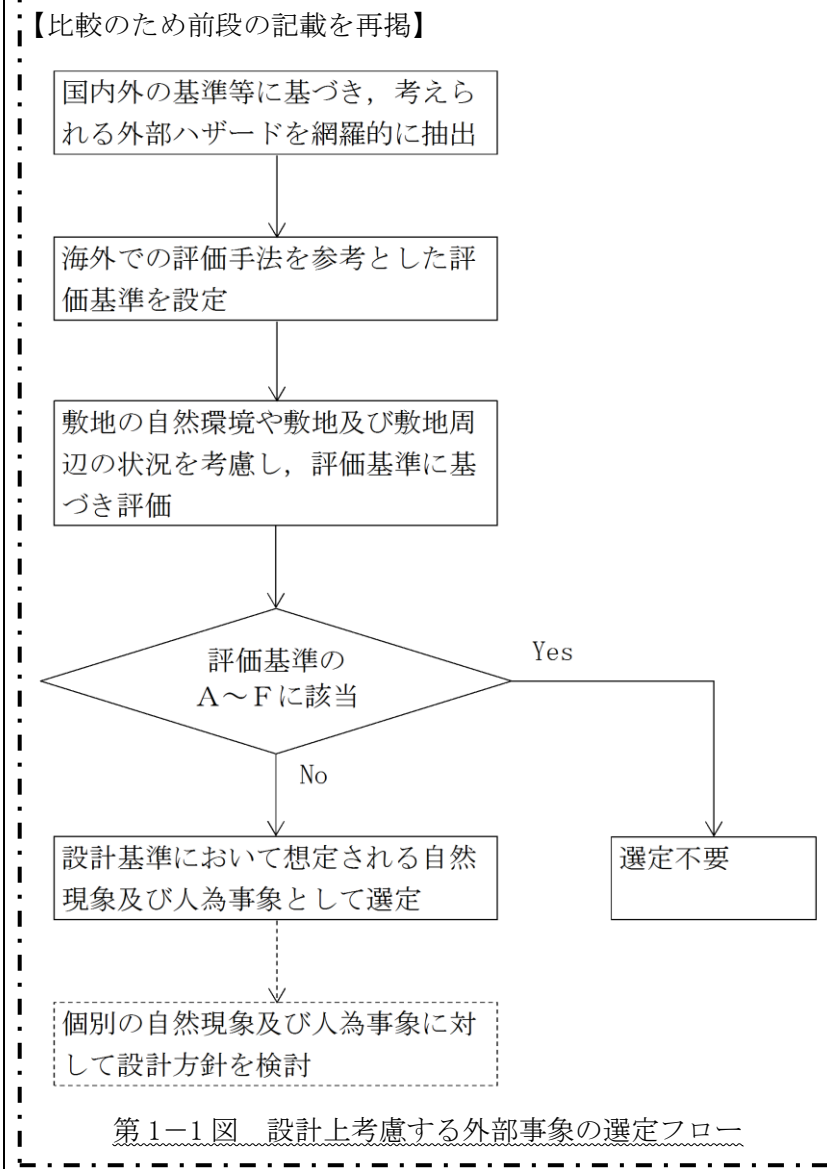 【比較のため前段の記載を再掲】
国内外の基準等に基づき，考えら
れる外部ハザードを網羅的に抽出
海外での評価手法を参考とした評
価基準を設定
敷地の自然環境や敷地及び敷地周
辺の状況を考慮し，評価基準に基
づき評価
評価基準の
Ａ～Ｆに該当
Yes
No
設計基準において想定される自然
現象及び人為事象として選定
選定不要
個別の自然現象及び人為事象に対
して設計方針を検討
第 1－1 図　設計上考慮する外部事象の選定フロー